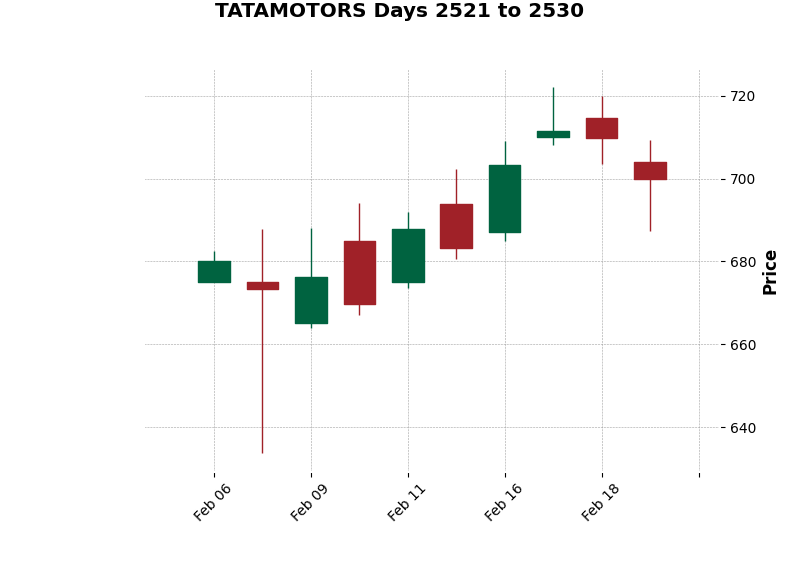 TATAMOTORS Days 2521 to 2530
720
700
680
660
640
Price
Feb 06
Feb 09
Feb 11
Feb 16
Feb 18